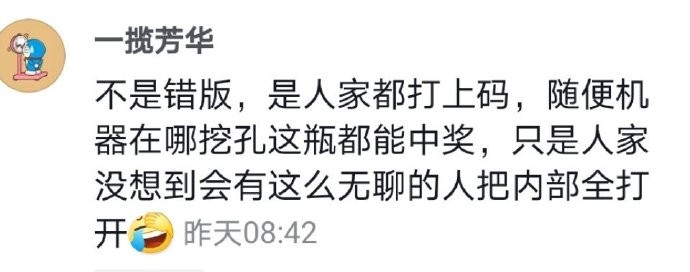 一揽芳华
不是错版，是人家都打上码，随便机
器在哪挖孔这瓶都能中奖，只是人家
没想到会有这么无聊的人把内部全打
开🤣昨天08:42